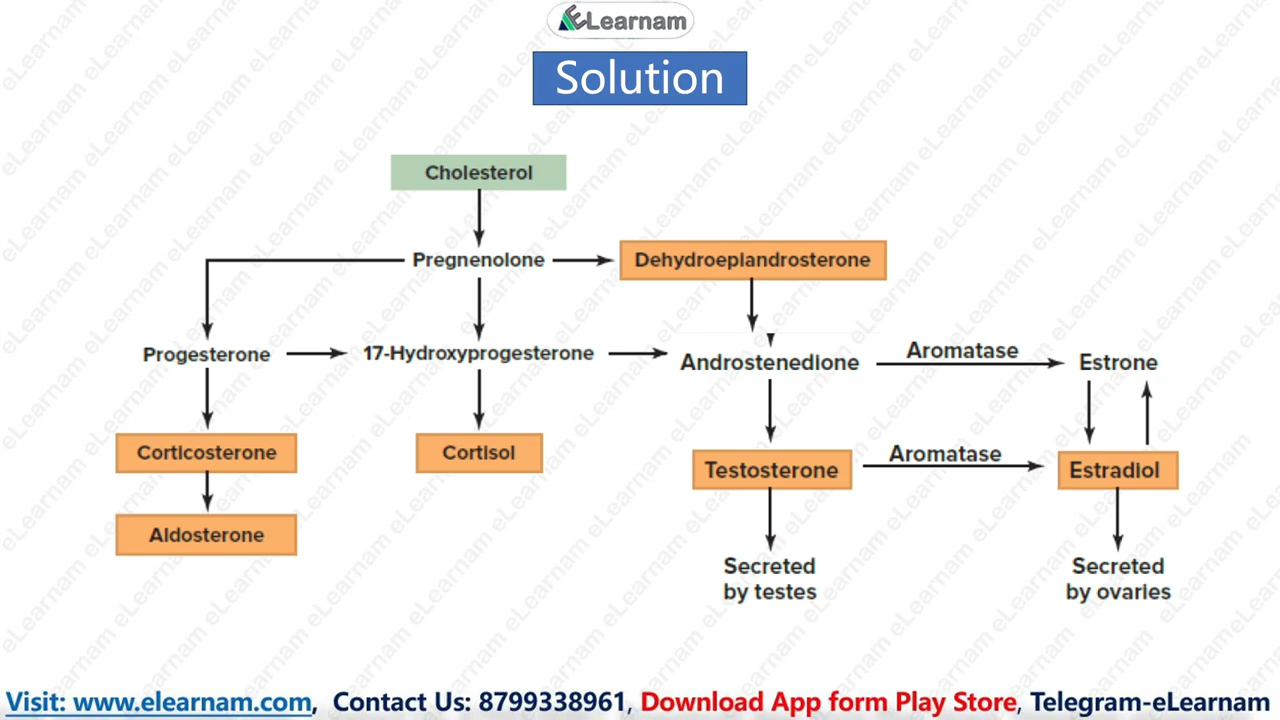 ELearnam
Solution
Cholesterol
Pregnenolone
Dehydroeplandrosterone
Progesterone
17-Hydroxyprogesterone
Androstenedione
Aromatase
Estrone
Corticosterone
Cortisol
Testosterone
Aromatase
Estradiol
Aldosterone
Secreted
by testes
Secreted
by ovaries
Visit: www.elearnam.com, Contact Us: 8799338961, Download App form Play Store, Telegram-eLearnam